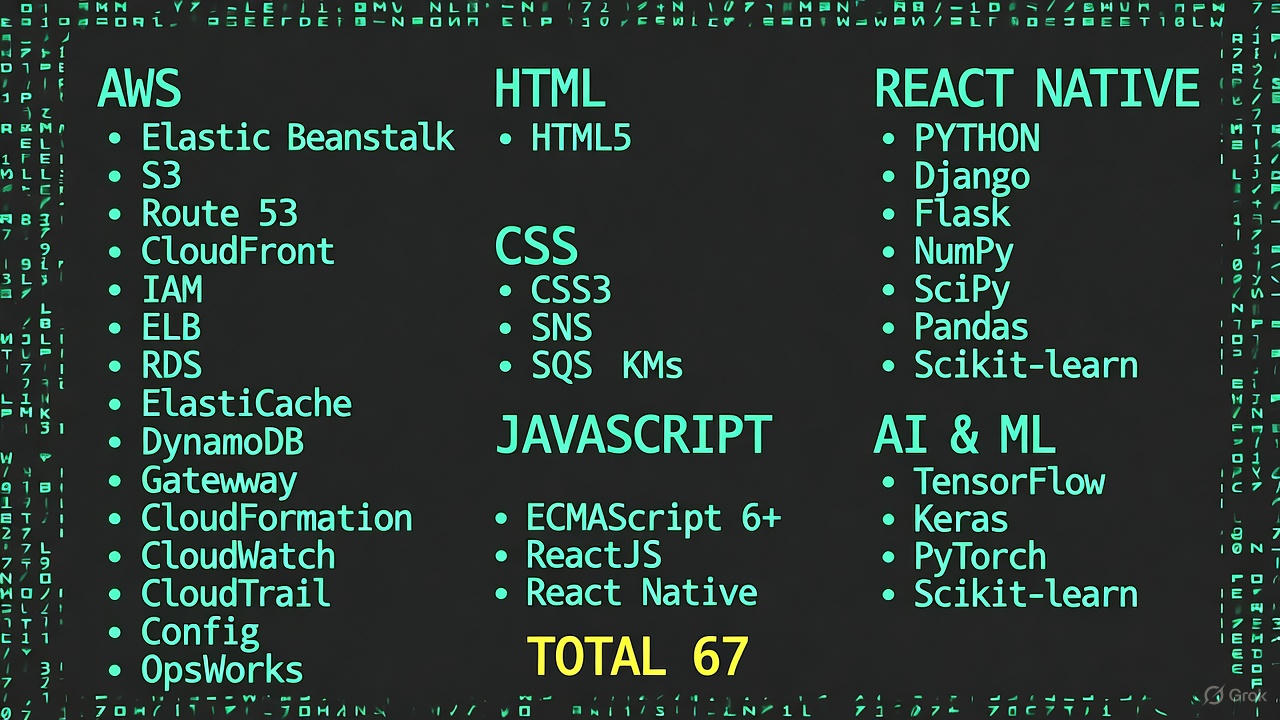 AWS
• Elastic Beanstalk
• S3
• Route 53
• CloudFront
• IAM
• ELB
• RDS
• ElastiCache
• DynamoDB
• Gatewway
• CloudFormation
• CloudWatch
• CloudTrail
• Config
• OpsWorks
HTML
• HTML5
CSS
• CSS3
• SNS
• SQS KMs
JAVASCRIPT
• ECMAScript 6+
• ReactJS
• React Native
TOTAL 67
REACT NATIVE
• PYTHON
• Django
• Flask
• NumPy
• SciPy
• Pandas
• Scikit-learn
AI & ML
• TensorFlow
• Keras
• PyTorch
• Scikit-learn
Grok